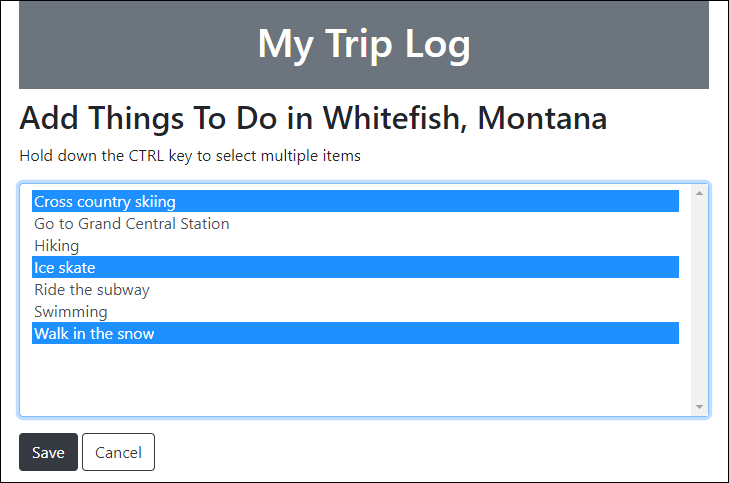 My Trip Log
Add Things To Do in Whitefish, Montana
Hold down the CTRL key to select multiple items
Cross country skiing
Go to Grand Central Station
Hiking
Ice skate
Ride the subway
Swimming
Walk in the snow
Save Cancel